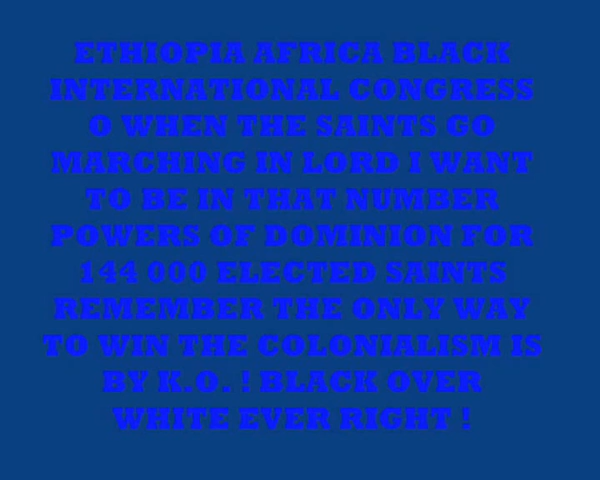 ETHIOPIA AFRICA BLACK
INTERNATIONAL CONGRESS
O WHEN THE SAINTS GO
MARCHING IN LORD I WANT
TO BE IN THAT NUMBER
POWERS OF DOMINION FOR
144 000 ELECTED SAINTS
REMEMBER THE ONLY WAY
TO WIN THE COLONIALISM IS
BY K.O. ! BLACK OVER
WHITE EVER RIGHT !